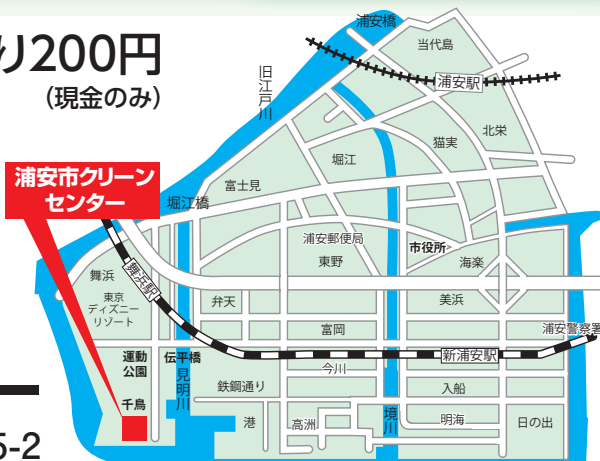 り200円
(現金のみ)
浦安市クリーン
センター
浦安橋
当代島
旧江戸川
浦安駅
北栄
猫実
堀江
富士見
堀江橋
浦安郵便局
市役所
東野
海楽
舞浜
舞浜駅
東京
ディズニー
リゾート
弁天
美浜
富岡
浦安警察署
運動
公園
伝平橋
新浦安駅
今川
見明川
鉄鋼通り
入船
千鳥
港
高洲
境川
明海
日の出
5-2